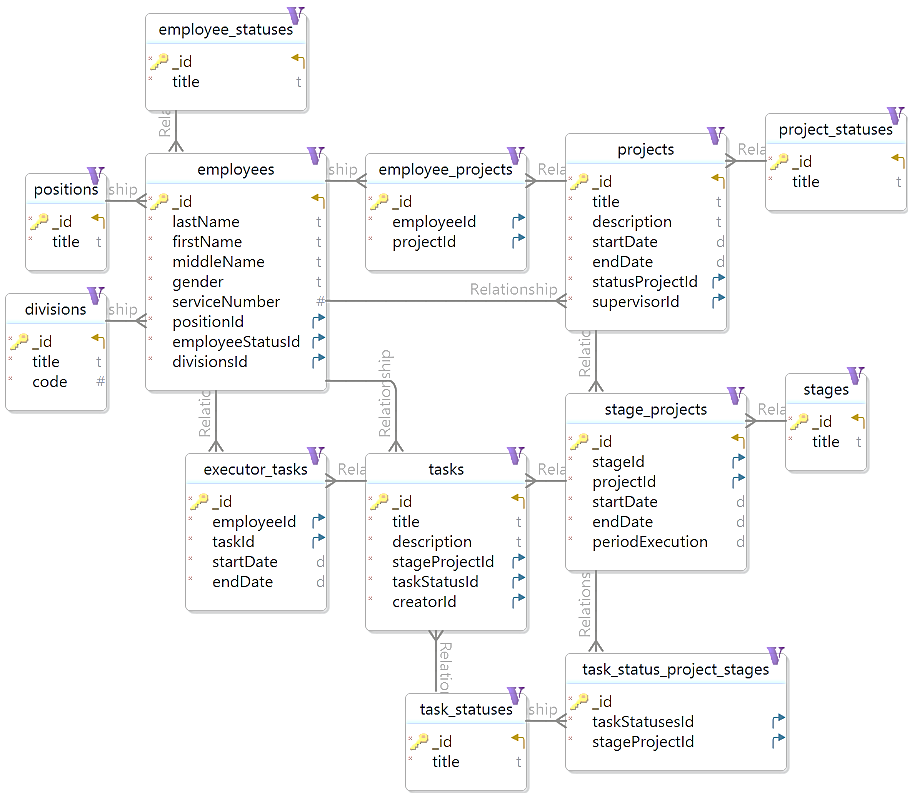 employee_statuses
_id
title t
Rela
employees
_id
lastName t
firstName t
middleName t
gender t
serviceNumber #
positionId
employeeStatusId
divisionsId
positions
_id
title t
ship
divisions
_id
title t
code #
ship
ship
employee_projects
_id
employeeId
projectId
Rela
projects
_id
title t
description t
startDate d
endDate d
statusProjectId
supervisorId
Rela
project_statuses
_id
title t
Relationship
Relatio
Relationship
Relation
stage_projects
_id
stageId
projectId
startDate d
endDate d
periodExecution d
Rela
stages
_id
title t
executor_tasks
_id
employeeId
taskId
startDate d
endDate d
Rela
tasks
_id
title t
description t
stageProjectId
taskStatusId
creatorId
Rela
Relations
Relation
task_statuses
_id
title t
ship
task_status_project_stages
_id
taskStatusesId
stageProjectId